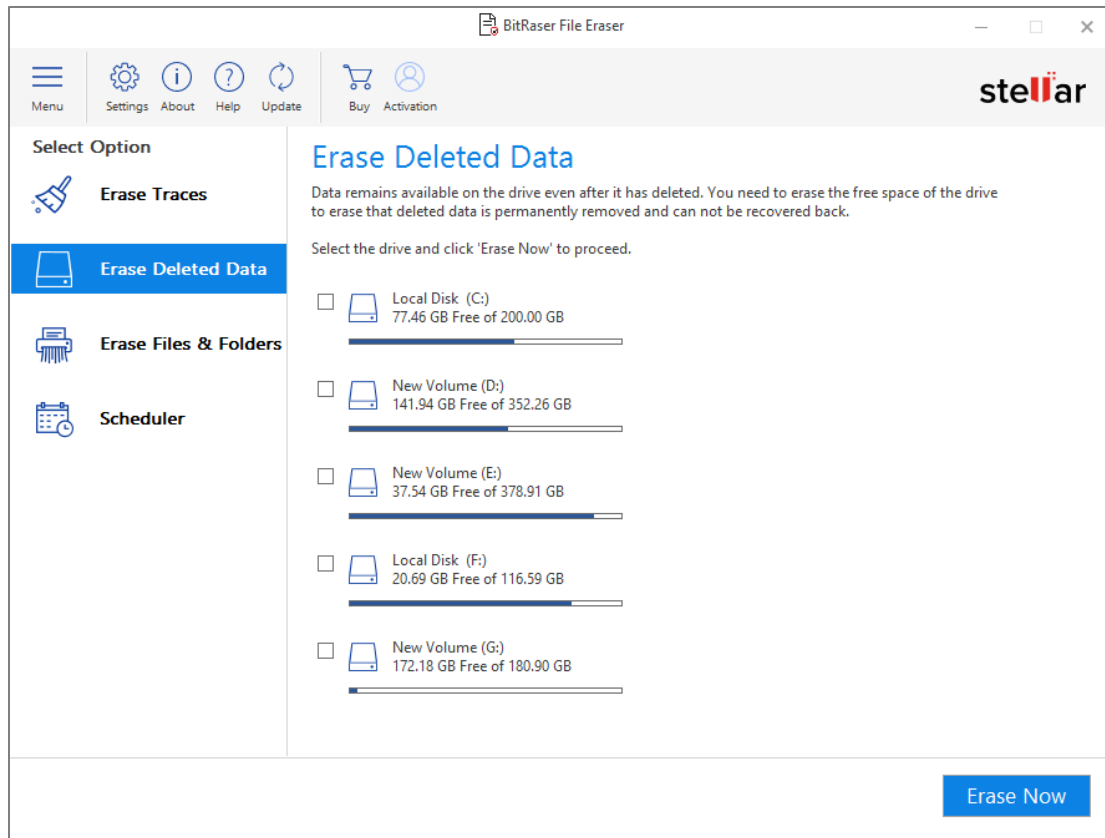 BitRaser File Eraser
Menu
Settings
About
Help
Update
Buy
Activation
stellar
Select Option
Erase Traces
Erase Deleted Data
Erase Files & Folders
Scheduler
Erase Deleted Data
Data remains available on the drive even after it has deleted. You need to erase the free space of the drive
to erase that deleted data is permanently removed and can not be recovered back.
Select the drive and click 'Erase Now' to proceed.
Local Disk (C:)
77.46 GB Free of 200.00 GB
New Volume (D:)
141.94 GB Free of 352.26 GB
New Volume (E:)
37.54 GB Free of 378.91 GB
Local Disk (F:)
20.69 GB Free of 116.59 GB
New Volume (G:)
172.18 GB Free of 180.90 GB
Erase Now